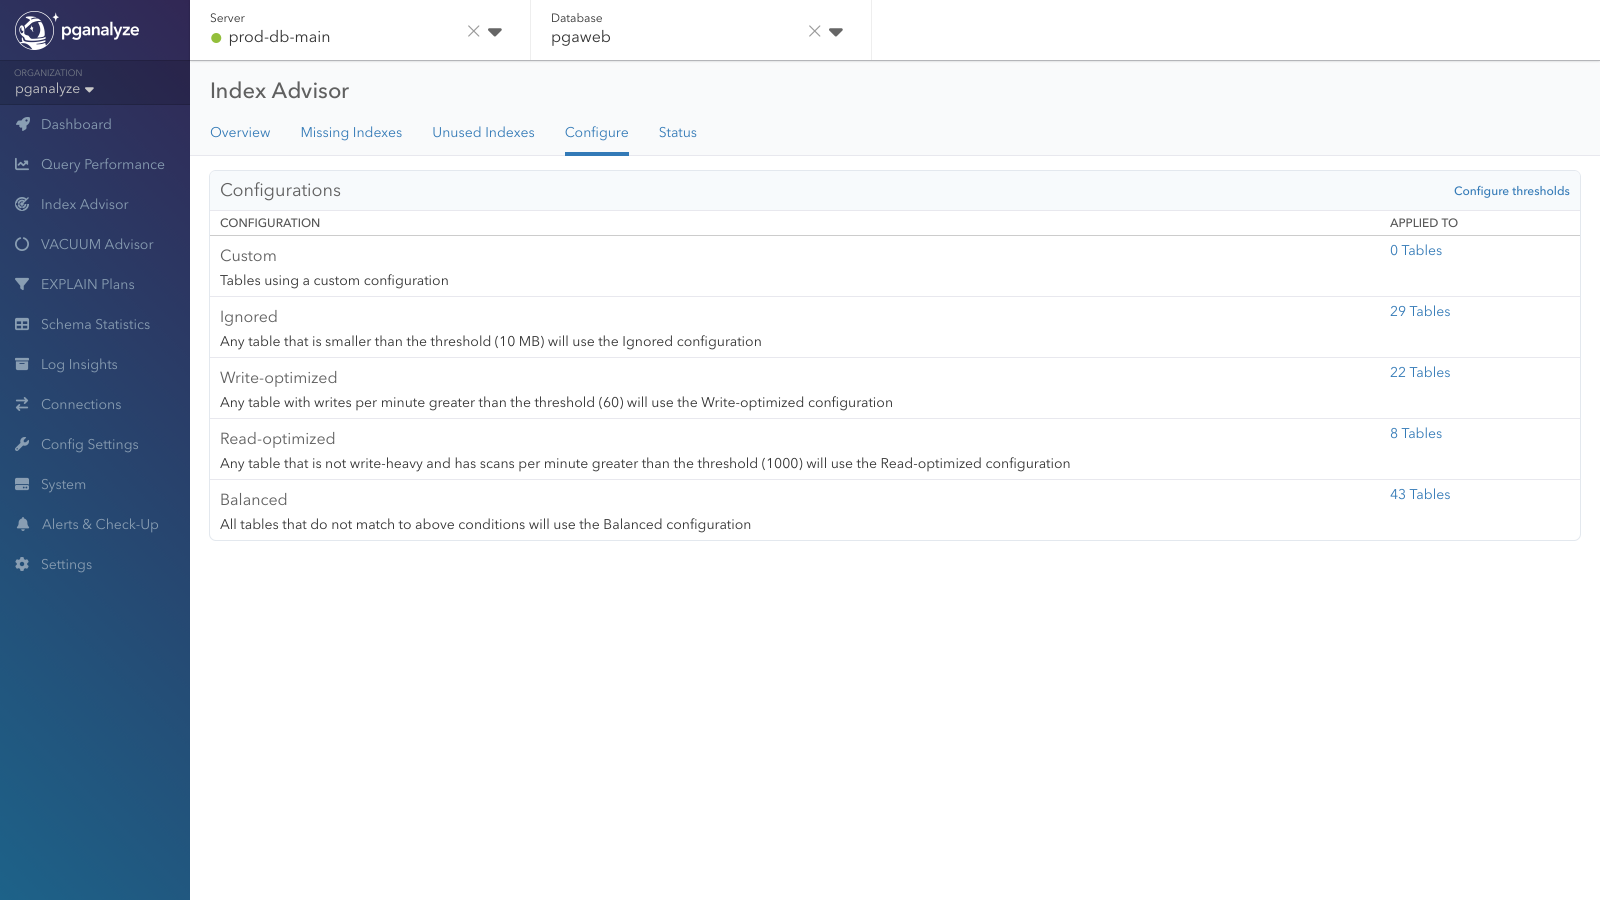 pganalyze
Server
prod-db-main
Database
pgaweb
ORGANIZATION
pganalyze
Dashboard
Query Performance
Index Advisor
VACUUM Advisor
EXPLAIN Plans
Schema Statistics
Log Insights
Connections
Config Settings
System
Alerts & Check-Up
Settings
Index Advisor
Overview Missing Indexes Unused Indexes Configure Status
Configurations Configure thresholds
CONFIGURATION APPLIED TO
Custom 0 Tables
Tables using a custom configuration
Ignored 29 Tables
Any table that is smaller than the threshold (10 MB) will use the Ignored configuration
Write-optimized 22 Tables
Any table with writes per minute greater than the threshold (60) will use the Write-optimized configuration
Read-optimized 8 Tables
Any table that is not write-heavy and has scans per minute greater than the threshold (1000) will use the Read-optimized configuration
Balanced 43 Tables
All tables that do not match to above conditions will use the Balanced configuration